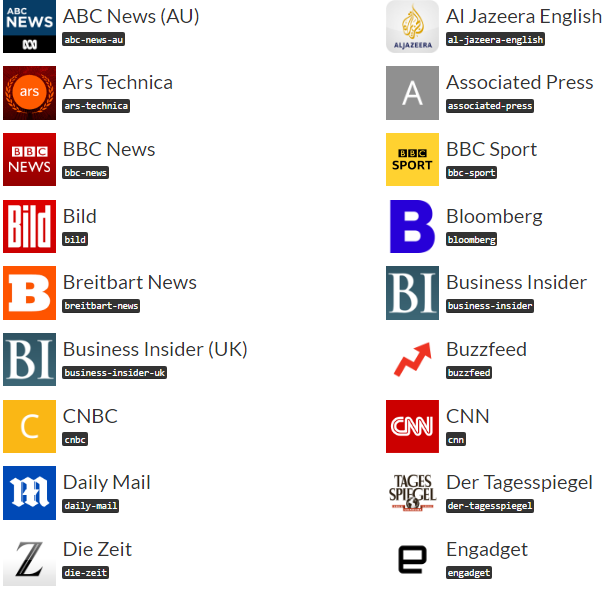 ABC
NEWS
ABC News (AU)
abc-news-au
ALJAZEERA
Al Jazeera English
al-jazeera-english
ars
Ars Technica
ars-technica
A
Associated Press
associated-press
BBC
NEWS
BBC News
bbc-news
BBC
SPORT
BBC Sport
bbc-sport
Bild
Bild
bild
B
Bloomberg
bloomberg
B
Breitbart News
breitbart-news
BI
Business Insider
business-insider
BI
Business Insider (UK)
business-insider-uk
Buzzfeed
buzzfeed
C
CNBC
cnbc
CNN
CNN
cnn
m
Daily Mail
daily-mail
TAGES
SPIEGEL
Der Tagesspiegel
der-tagesspiegel
Z
Die Zeit
die-zeit
e
Engadget
engadget